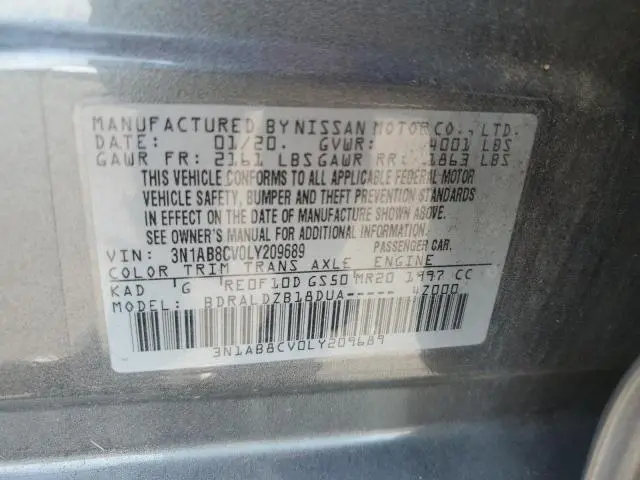 MANUFACTURED BY NISSAN MOTOR CO., LTD.
DATE: 01/20. GVWR: 4001 LBS
GAWR FR: 2161 LBS GAWR RR: 1863 LBS
THIS VEHICLE CONFORMS TO ALL APPLICABLE FEDERAL MOTOR
VEHICLE SAFETY, BUMPER AND THEFT PREVENTION STANDARDS
IN EFFECT ON THE DATE OF MANUFACTURE SHOWN ABOVE.
SEE OWNER'S MANUAL FOR ADDITIONAL INFORMATION.
VIN: 3N1AB8CV0LY209689 PASSENGER CAR.
COLOR TRIM TRANS AXLE ENGINE
KAD G RE0F10D GS50 MR20 1997 CC
MODEL: BDRALDZB18DUA----- 4Z000
3N1AB8CV0LY209689